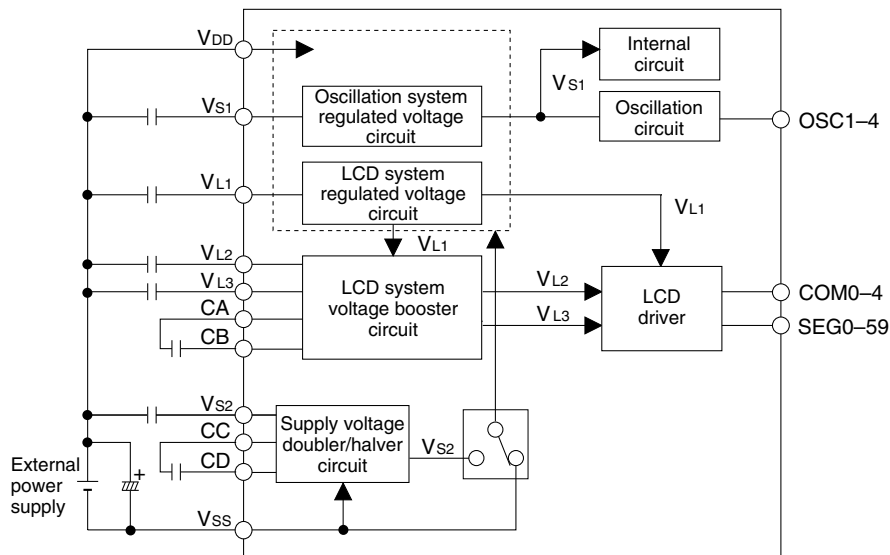 VDD
Internal
circuit
VS1
VS1
Oscillation system
regulated voltage
circuit
Oscillation
circuit
OSC1–4
VL1
LCD system
regulated voltage
circuit
VL1
VL1
VL2
VL3
CA
CB
LCD system
voltage booster
circuit
VL2
VL3
LCD
driver
COM0–4
SEG0–59
VS2
CC
CD
Supply voltage
doubler/halver
circuit
VS2
External
power
supply
+
VSS